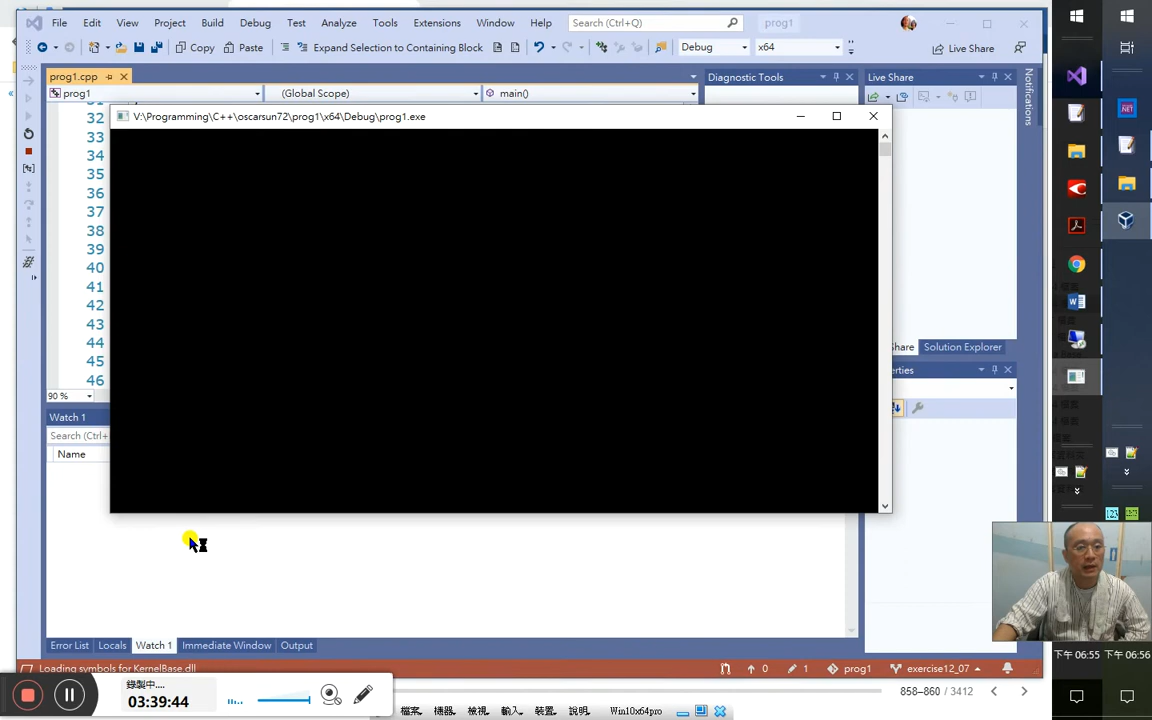 File Edit View Project Build Debug Test Analyze Tools Extensions Window Help Search (Ctrl+Q) prog1
Copy Paste Expand Selection to Containing Block Debug x64 Live Share
prog1.cpp Diagnostic Tools Live Share
prog1 (Global Scope) main()
V:\Programming\C++\oscarsun72\prog1\x64\Debug\prog1.exe
Notifications
32
33
34
35
36
37
38
39
40
41
42
43
44
45
46
Share Solution Explorer
erties
90 %
Watch 1
Search (Ctrl+
Name
Error List Locals Watch 1 Immediate Window Output
Loading symbols for KernelBase.dll 0 1 prog1 exercise12_07
錄製中....
03:39:44
858–860 / 3412
檔案, 機器, 檢視, 輸入, 裝置, 說明, Win10x64pro
.NET
123
下午 06:55 下午 06:56